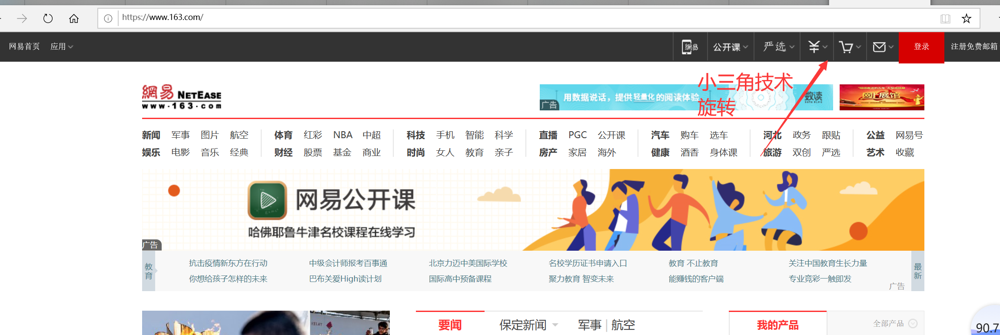 https://www.163.com/
网易首页 应用 網易 公开课 严选 ¥ 登录 注册免费邮箱
網易 NETEASE
www.163.com
广告 用数据说话，提供轻量化的阅读体验 数读
网上展馆
小三角技术
旋转
新闻 军事 图片 航空 体育 红彩 NBA 中超 科技 手机 智能 科学 直播 PGC 公开课 汽车 购车 选车 河北 政务 跟贴 公益 网易号
娱乐 电影 音乐 经典 财经 股票 基金 商业 时尚 女人 教育 亲子 房产 家居 海外 健康 酒香 身体课 旅游 双创 严选 艺术 收藏
网易公开课
哈佛耶鲁牛津名校课程在线学习
广告
教育
抗击疫情新东方在行动 中级会计师报考百事通 北京力迈中美国际学校 名校学历证书申请入口 教育 不止教育 关注中国教育生长力量
你想给孩子怎样的未来 巴布关爱High读计划 国际高中预备课程 聚力教育 智变未来 能赚钱的客户端 专业竞彩一触即发
广告
最新
RELAY
要闻 保定新闻 军事 | 航空 我的产品 全部产品
90.7